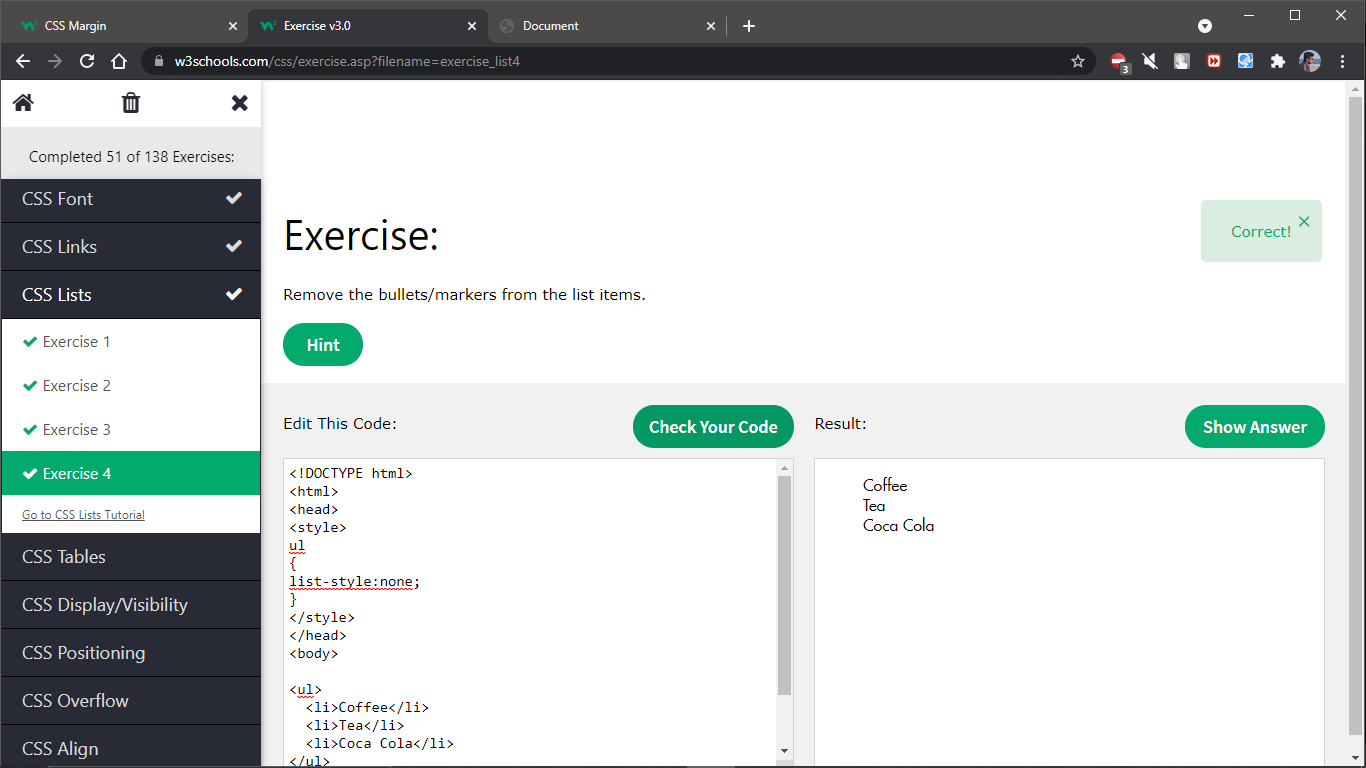 CSS Margin
Exercise v3.0
Document
w3schools.com/css/exercise.asp?filename=exercise_list4
3
Completed 51 of 138 Exercises:
CSS Font
CSS Links
CSS Lists
Exercise 1
Exercise 2
Exercise 3
Exercise 4
Go to CSS Lists Tutorial
CSS Tables
CSS Display/Visibility
CSS Positioning
CSS Overflow
CSS Align
Exercise:
Correct!
Remove the bullets/markers from the list items.
Hint
Edit This Code:
Check Your Code
<!DOCTYPE html>
<html>
<head>
<style>
ul
{
list-style:none;
}
</style>
</head>
<body>
<ul>
<li>Coffee</li>
<li>Tea</li>
<li>Coca Cola</li>
</ul>
Result:
Show Answer
Coffee
Tea
Coca Cola